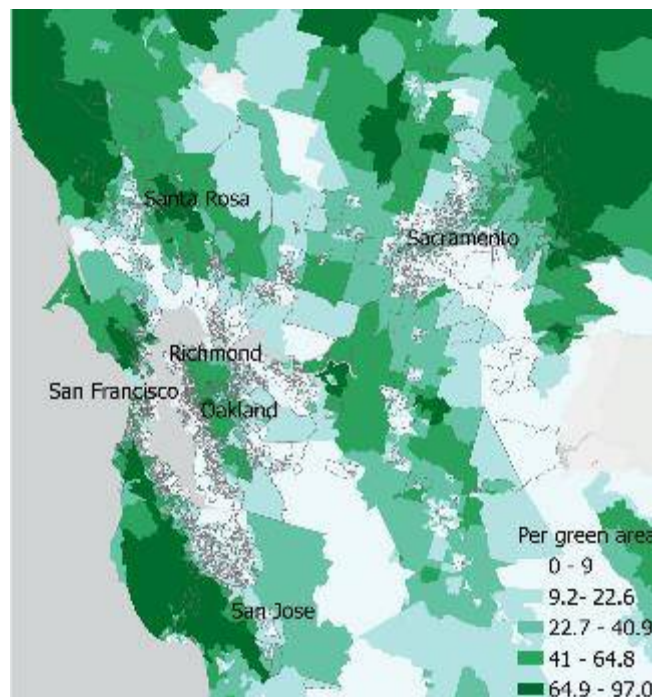 Santa Rosa
Sacramento
Richmond
San Francisco
Oakland
San Jose
Per green area
0 - 9
9.2- 22.6
22.7 - 40.9
41 - 64.8
64.9 - 97.0